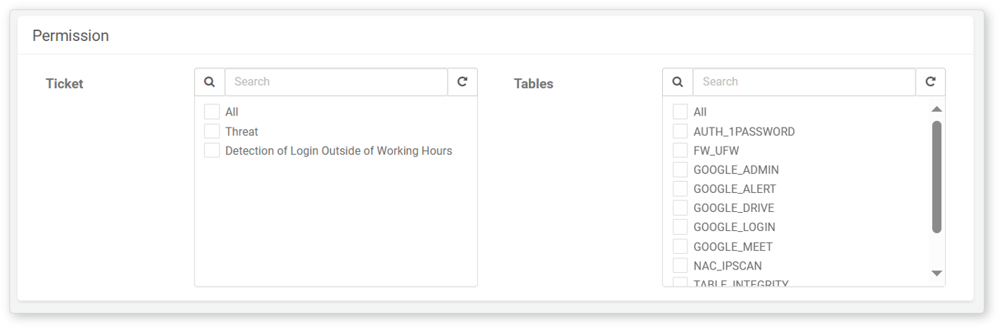 Permission
Ticket
Search
All
Threat
Detection of Login Outside of Working Hours
Tables
Search
All
AUTH_1PASSWORD
FW_UFW
GOOGLE_ADMIN
GOOGLE_ALERT
GOOGLE_DRIVE
GOOGLE_LOGIN
GOOGLE_MEET
NAC_IPSCAN
TABLE_INTEGRITY